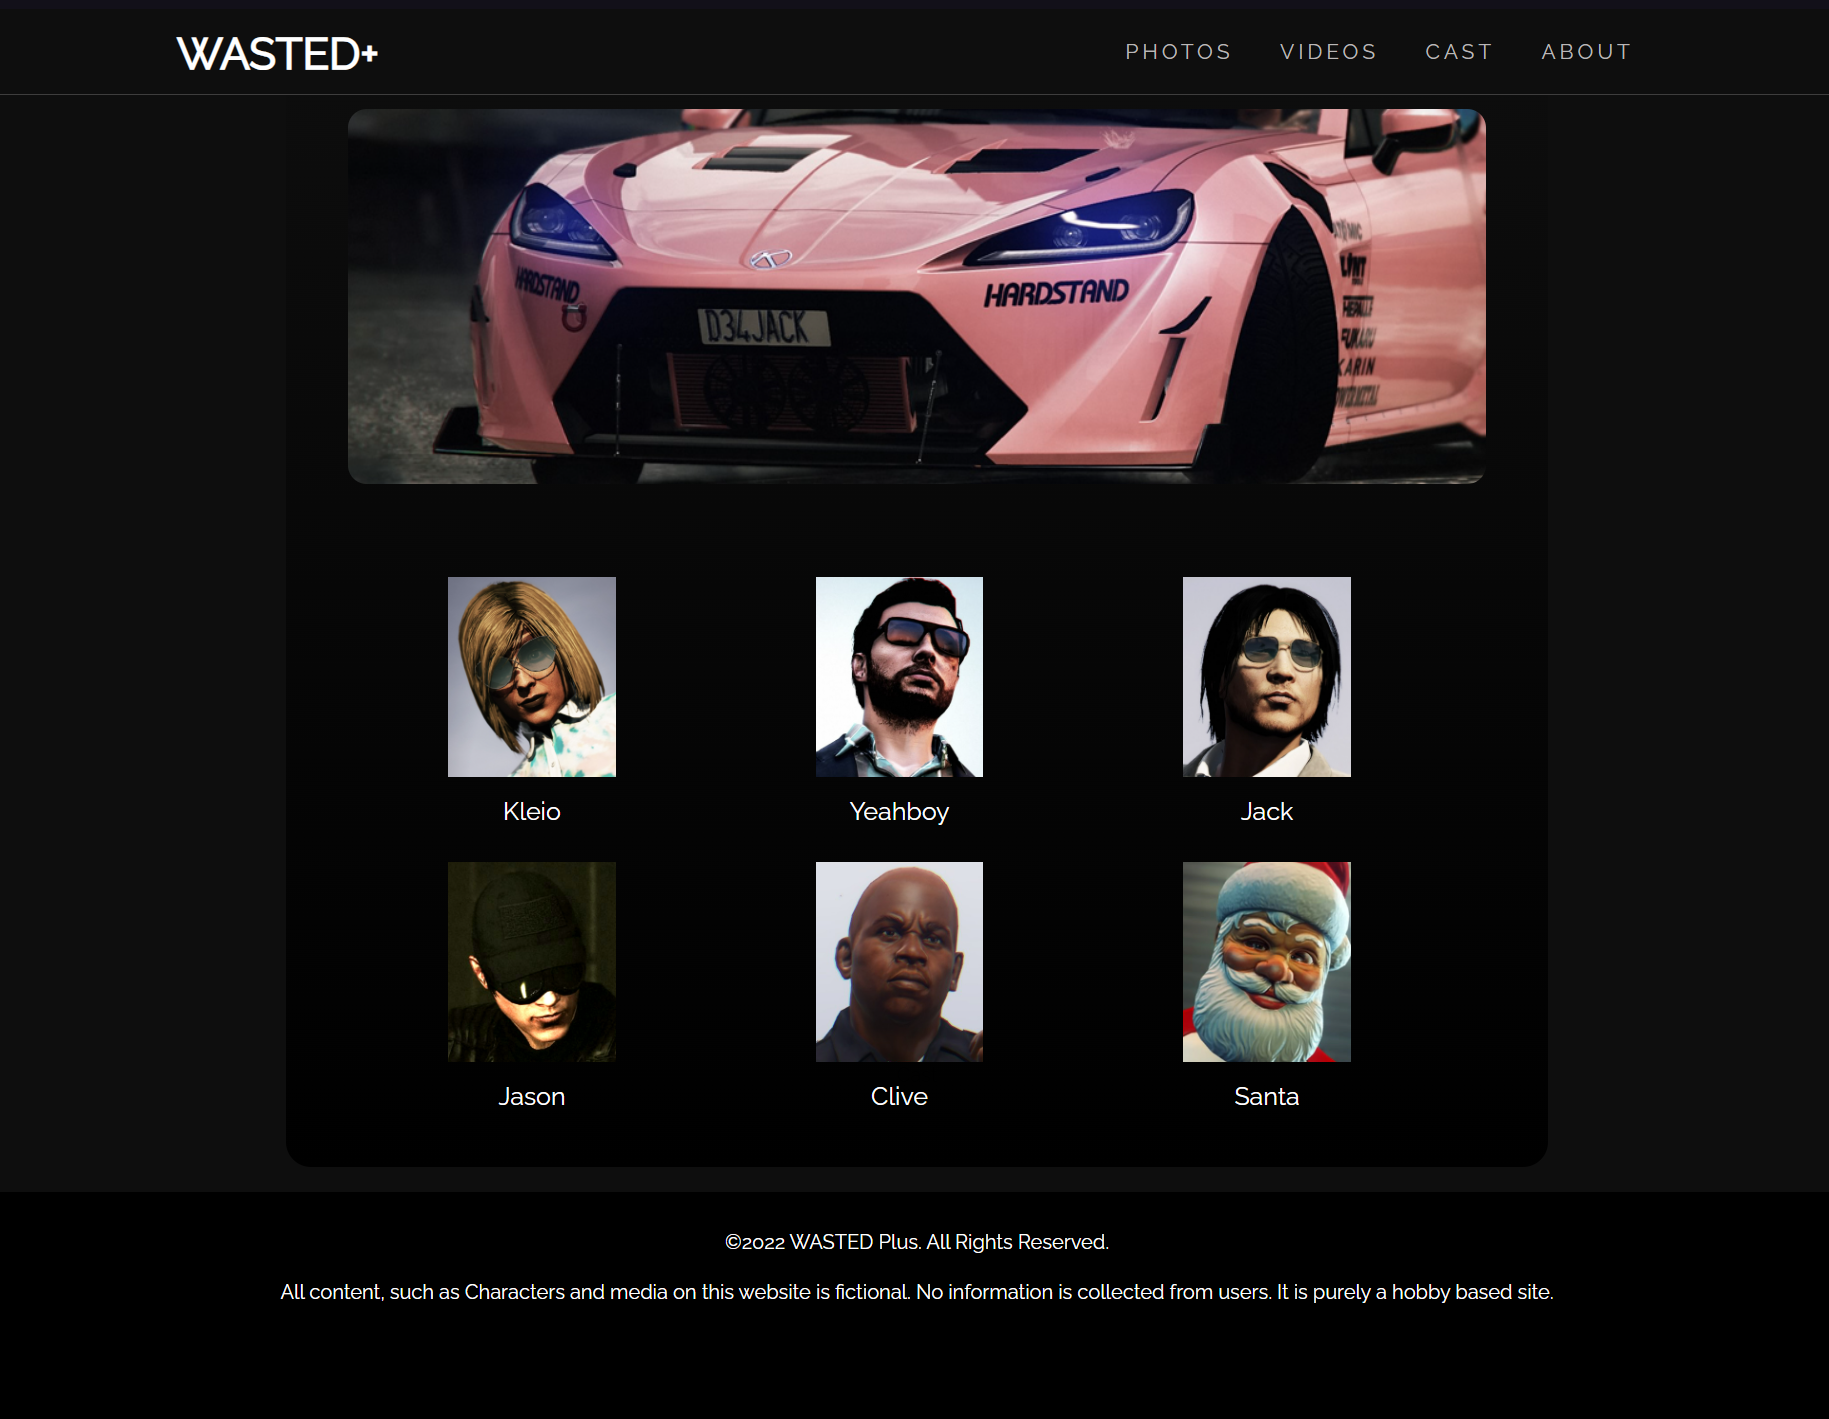 WASTED+
PHOTOS VIDEOS CAST ABOUT
HARDSTAND
HARDSTAND
D34JACK
KARIN
Kleio
Yeahboy
Jack
Jason
Clive
Santa
©2022 WASTED Plus. All Rights Reserved.
All content, such as Characters and media on this website is fictional. No information is collected from users. It is purely a hobby based site.